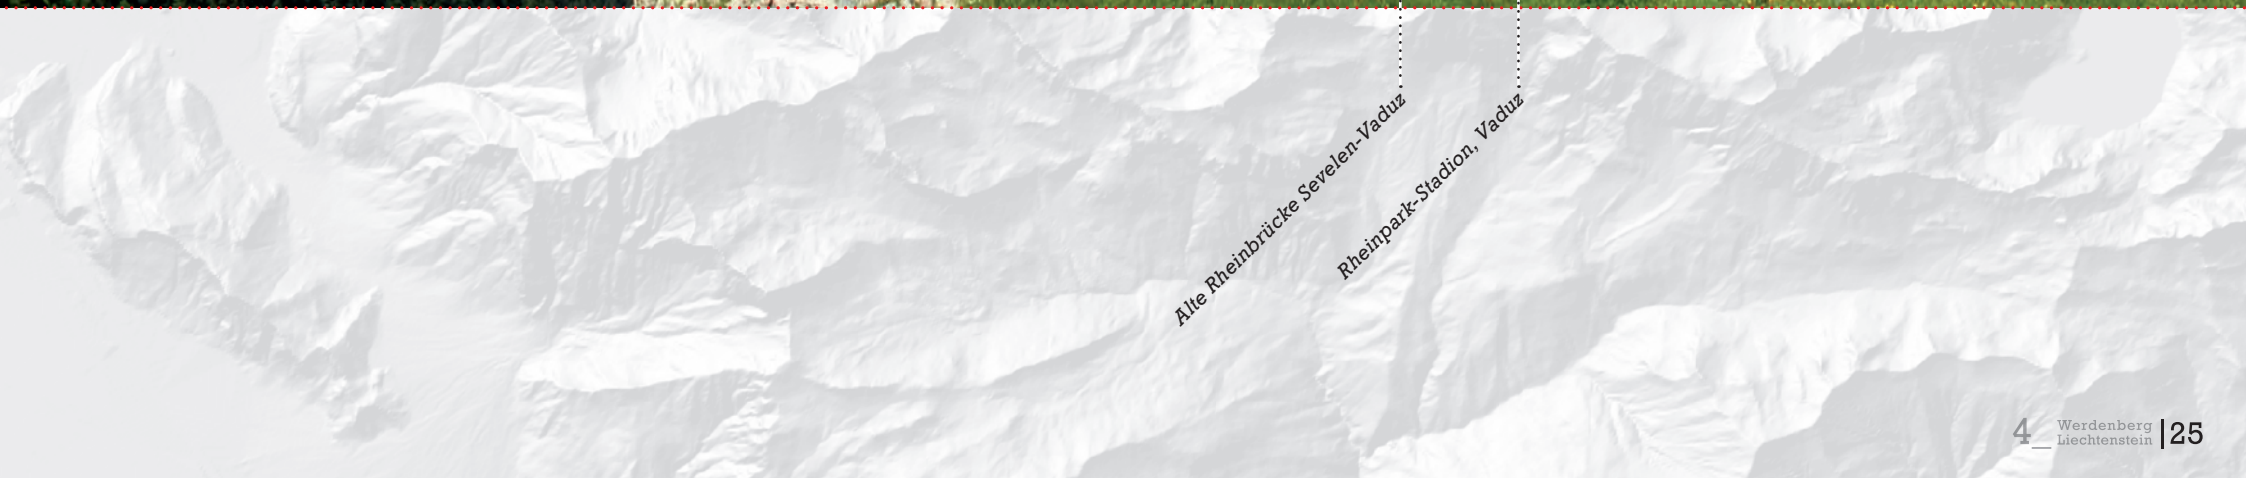 Alte Rheinbrücke Sevelen-Vaduz
Rheinpark-Stadion, Vaduz
4_ Werdenberg
Liechtenstein |25